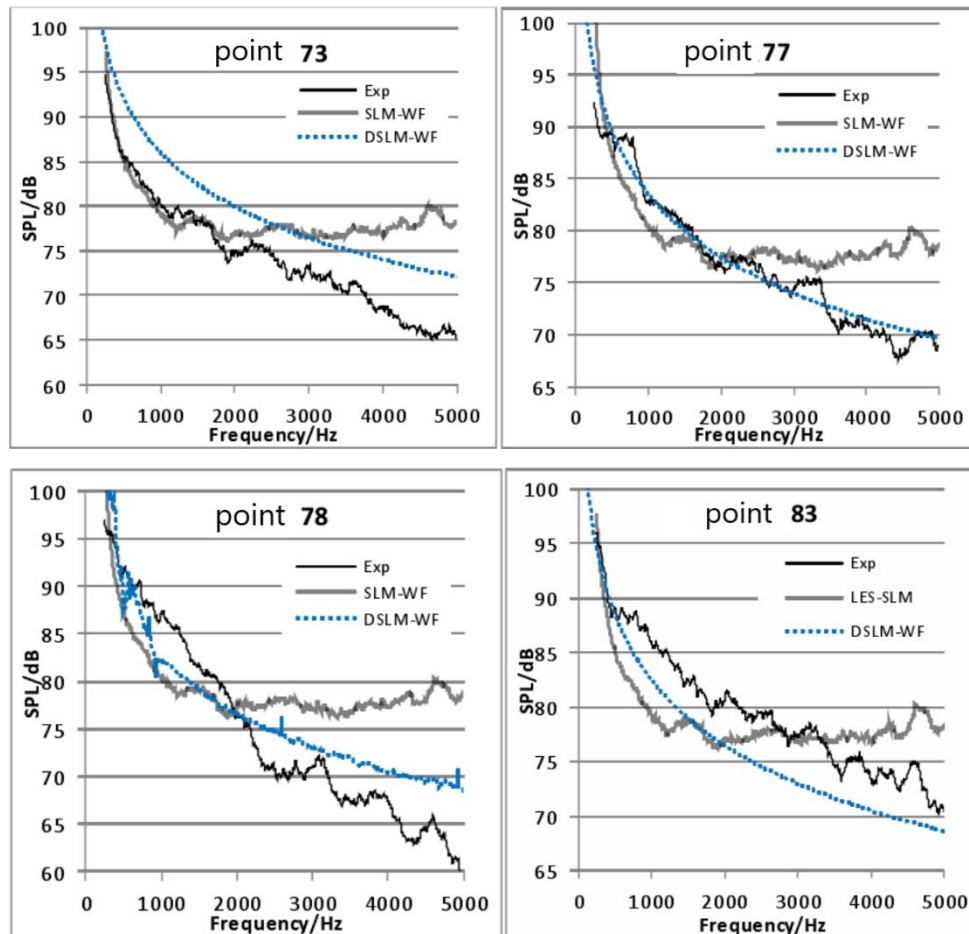 point 73
100
95
90
85
80
75
70
65
60
SPL/dB
Exp
SLM-WF
DSLM-WF
0 1000 2000 3000 4000 5000
Frequency/Hz
point 77
100
95
90
85
80
75
70
65
SPL/dB
Exp
SLM-WF
DSLM-WF
0 1000 2000 3000 4000 5000
Frequency/Hz
point 78
100
95
90
85
80
75
70
65
60
SPL/dB
Exp
SLM-WF
DSLM-WF
0 1000 2000 3000 4000 5000
Frequency/Hz
point 83
100
95
90
85
80
75
70
65
SPL/dB
Exp
LES-SLM
DSLM-WF
0 1000 2000 3000 4000 5000
Frequency/Hz